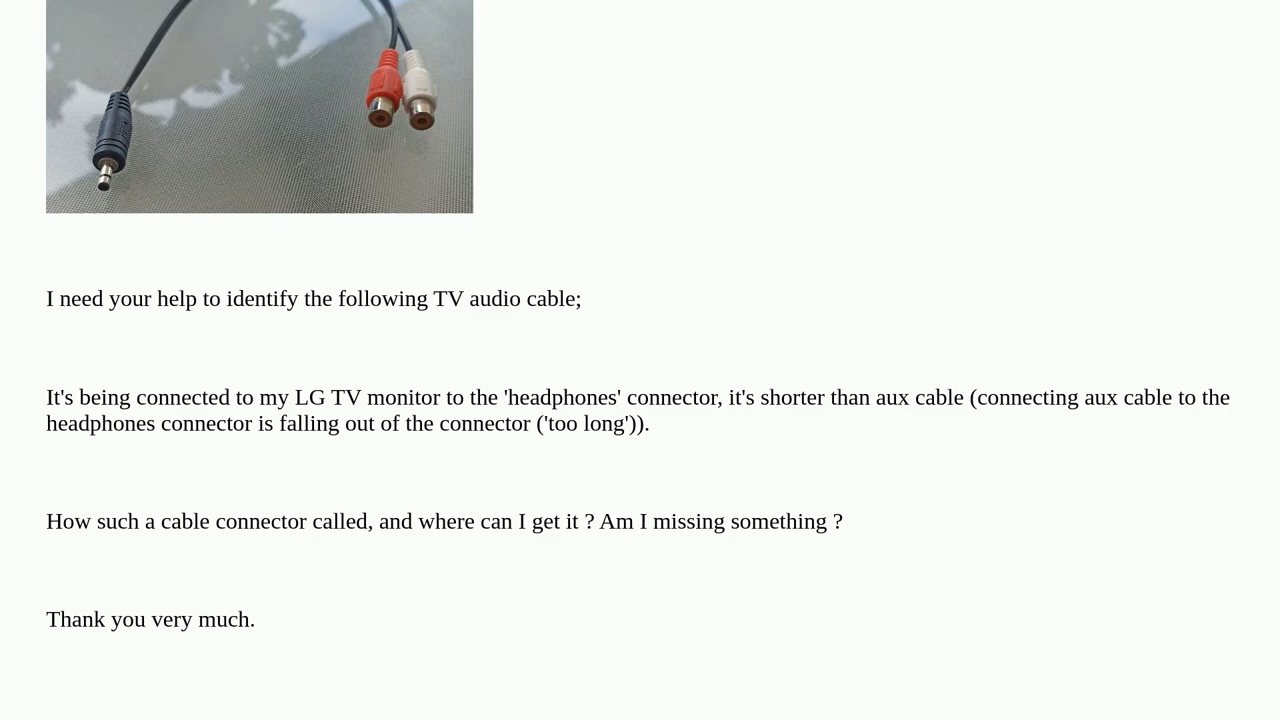 I need your help to identify the following TV audio cable;
It's being connected to my LG TV monitor to the 'headphones' connector, it's shorter than aux cable (connecting aux cable to the
headphones connector is falling out of the connector ('too long')).
How such a cable connector called, and where can I get it ? Am I missing something ?
Thank you very much.